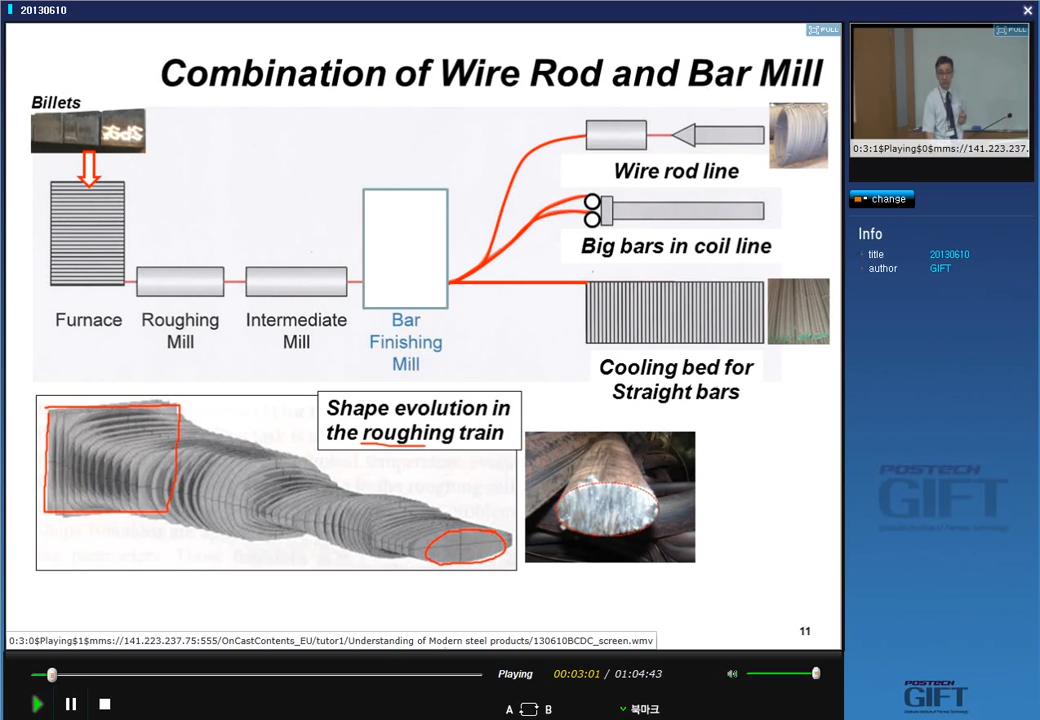 20130610
FULL
Combination of Wire Rod and Bar Mill
Billets
Wire rod line
Big bars in coil line
Furnace
Roughing
Mill
Intermediate
Mill
Bar
Finishing
Mill
Cooling bed for
Straight bars
Shape evolution in
the roughing train
11
0:3:0$Playing$1$mms://141.223.237.75:555/OnCastContents_EU/tutor1/Understanding of Modern steel products/130610BCDC_screen.wmv
Playing
00:03:01 / 01:04:43
A B
북마크
FULL
0:3:1$Playing$0$mms://141.223.237.
change
Info
title 20130610
author GIFT
POSTECH
GIFT
POSTECH
GIFT